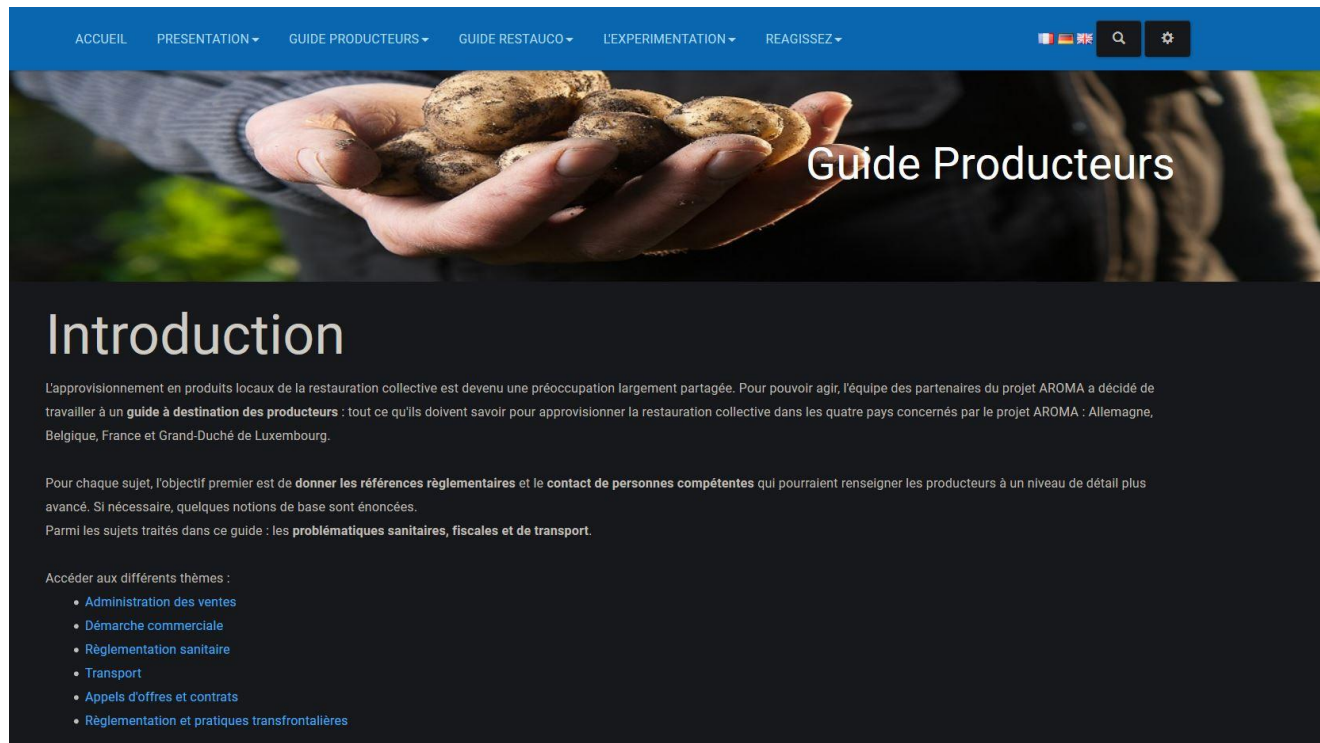 ACCUEIL PRESENTATION GUIDE PRODUCTEURS GUIDE RESTAUCO L'EXPERIMENTATION REAGISSEZ
Guide Producteurs
Introduction
L'approvisionnement en produits locaux de la restauration collective est devenu une préoccupation largement partagée. Pour pouvoir agir, l'équipe des partenaires du projet AROMA a décidé de
travailler à un guide à destination des producteurs : tout ce qu'ils doivent savoir pour approvisionner la restauration collective dans les quatre pays concernés par le projet AROMA : Allemagne,
Belgique, France et Grand-Duché de Luxembourg.
Pour chaque sujet, l'objectif premier est de donner les références règlementaires et le contact de personnes compétentes qui pourraient renseigner les producteurs à un niveau de détail plus
avancé. Si nécessaire, quelques notions de base sont énoncées.
Parmi les sujets traités dans ce guide : les problématiques sanitaires, fiscales et de transport.
Accéder aux différents thèmes :
• Administration des ventes
• Démarche commerciale
• Règlementation sanitaire
• Transport
• Appels d'offres et contrats
• Règlementation et pratiques transfrontalières